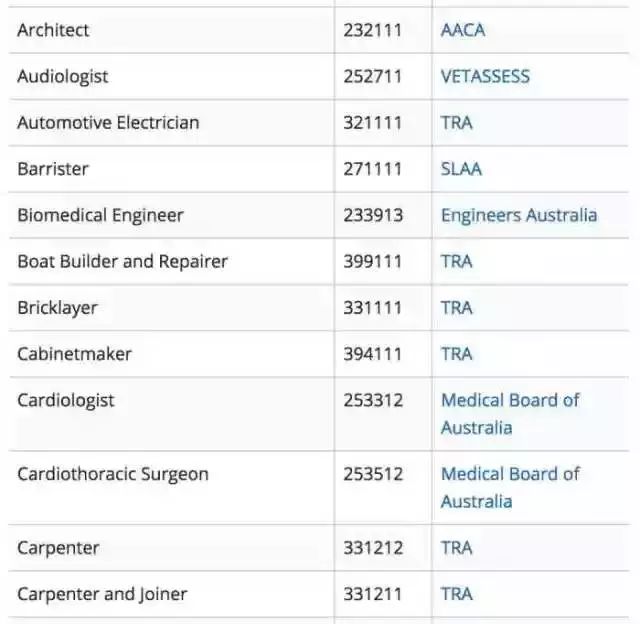 Architect 232111 AACA
Audiologist 252711 VETASSESS
Automotive Electrician 321111 TRA
Barrister 271111 SLAA
Biomedical Engineer 233913 Engineers Australia
Boat Builder and Repairer 399111 TRA
Bricklayer 331111 TRA
Cabinetmaker 394111 TRA
Cardiologist 253312 Medical Board of
Australia
Cardiothoracic Surgeon 253512 Medical Board of
Australia
Carpenter 331212 TRA
Carpenter and Joiner 331211 TRA